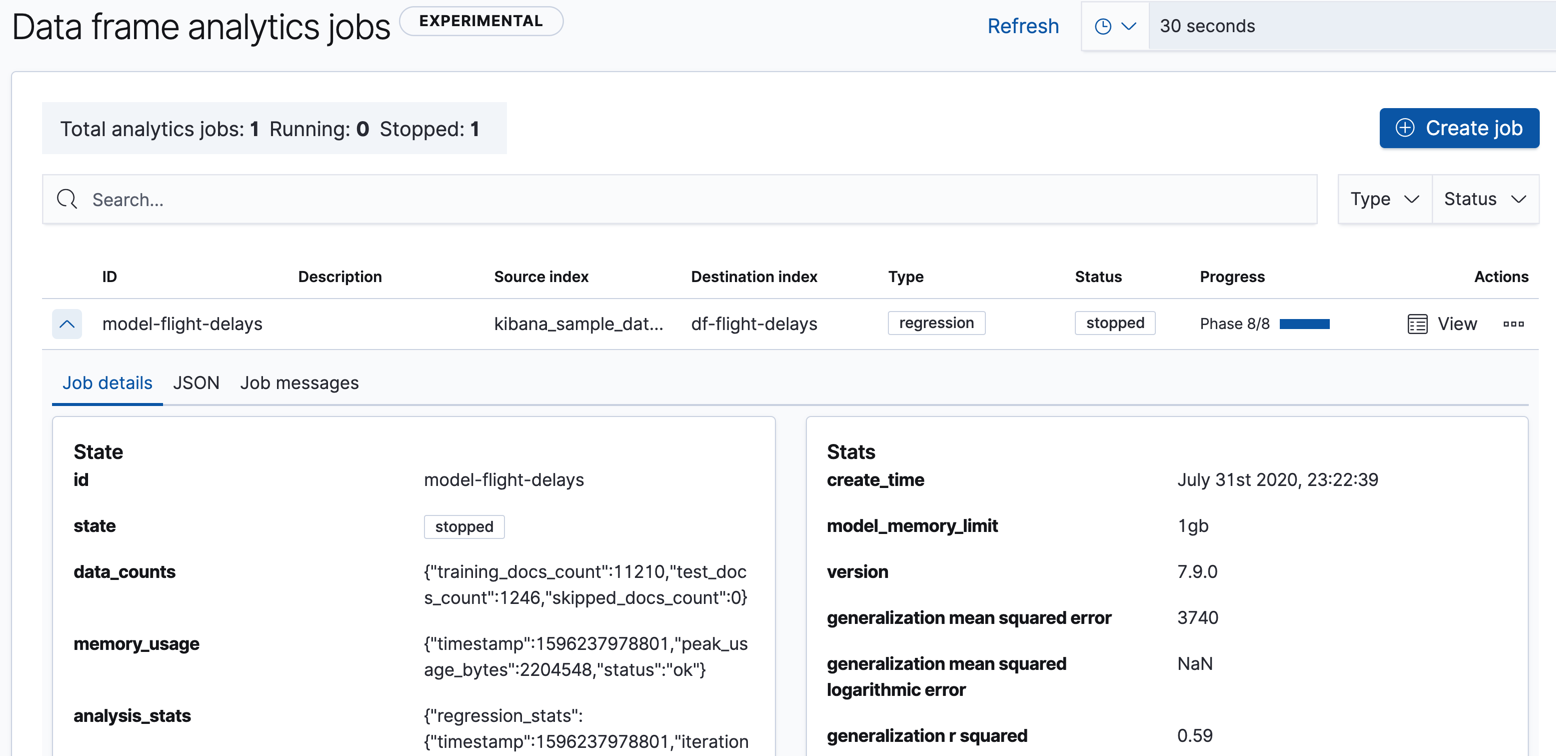 Data frame analytics jobs EXPERIMENTAL Refresh 30 seconds
Total analytics jobs: 1 Running: 0 Stopped: 1 Create job
Search... Type Status
ID Description Source index Destination index Type Status Progress Actions
model-flight-delays kibana_sample_dat... df-flight-delays regression stopped Phase 8/8 View
Job details JSON Job messages
State
id model-flight-delays
state stopped
data_counts {"training_docs_count":11210,"test_doc
s_count":1246,"skipped_docs_count":0}
memory_usage {"timestamp":1596237978801,"peak_us
age_bytes":2204548,"status":"ok"}
analysis_stats {"regression_stats":
{"timestamp":1596237978801,"iteration
Stats
create_time July 31st 2020, 23:22:39
model_memory_limit 1gb
version 7.9.0
generalization mean squared error 3740
generalization mean squared NaN
logarithmic error
generalization r squared 0.59